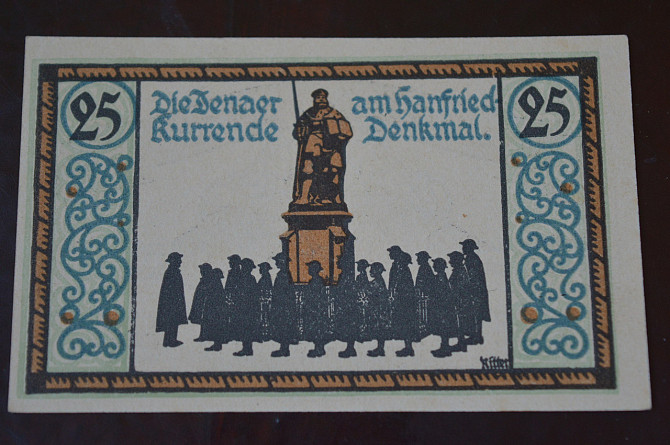 25 Die Jenaer am Hanfried- 25
Kurrende Denkmal.